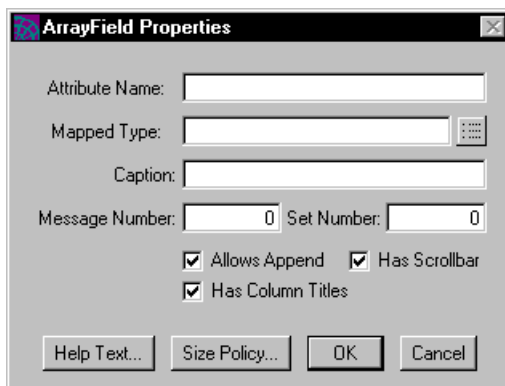 ArrayField Properties
Attribute Name:
Mapped Type:
Caption:
Message Number: 0 Set Number: 0
Allows Append Has Scrollbar
Has Column Titles
Help Text... Size Policy... OK Cancel